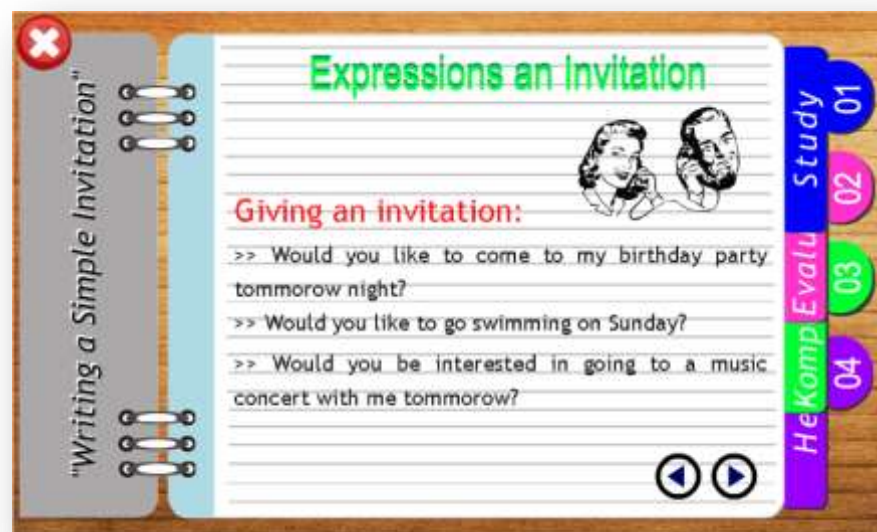 "Writing a Simple Invitation"
Expressions an Invitation
Giving an invitation:
>> Would you like to come to my birthday party
tommorow night?
>> Would you like to go swimming on Sunday?
>> Would you be interested in going to a music
concert with me tommorow?
Study
01
Evalu
02
Komp
03
He
04